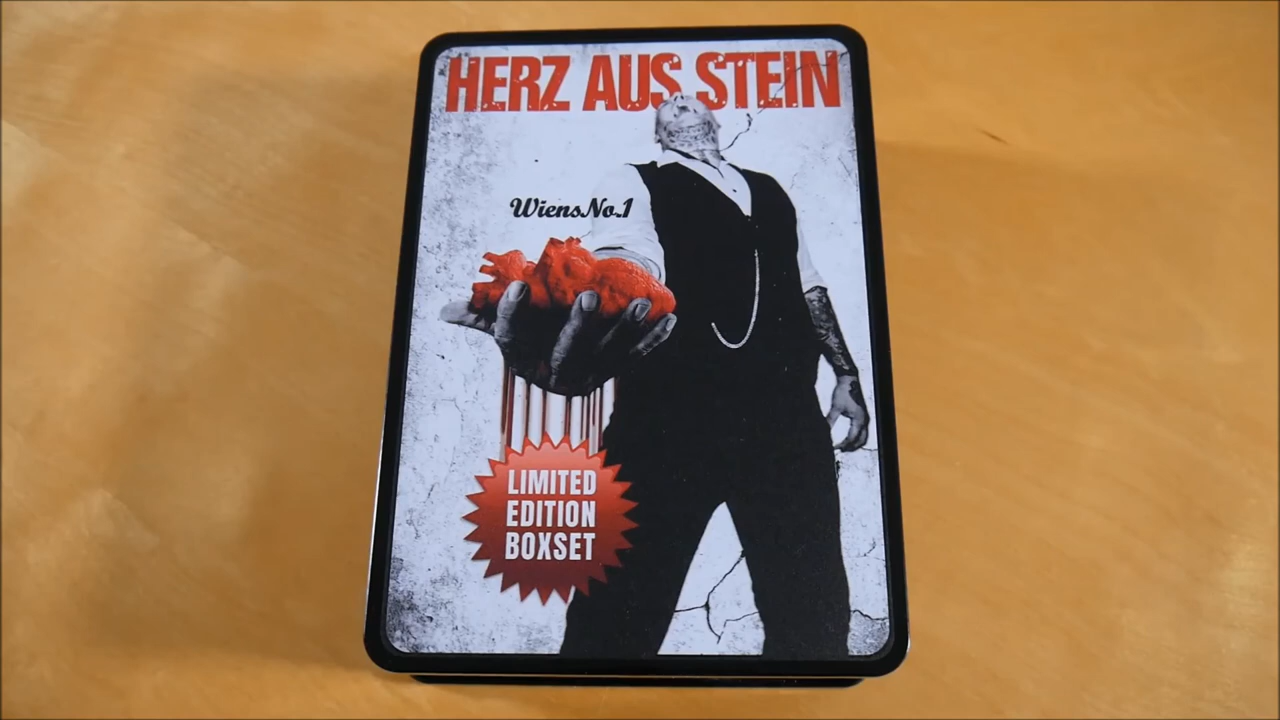 HERZ AUS STEIN
WiensNo.1
LIMITED
EDITION
BOXSET